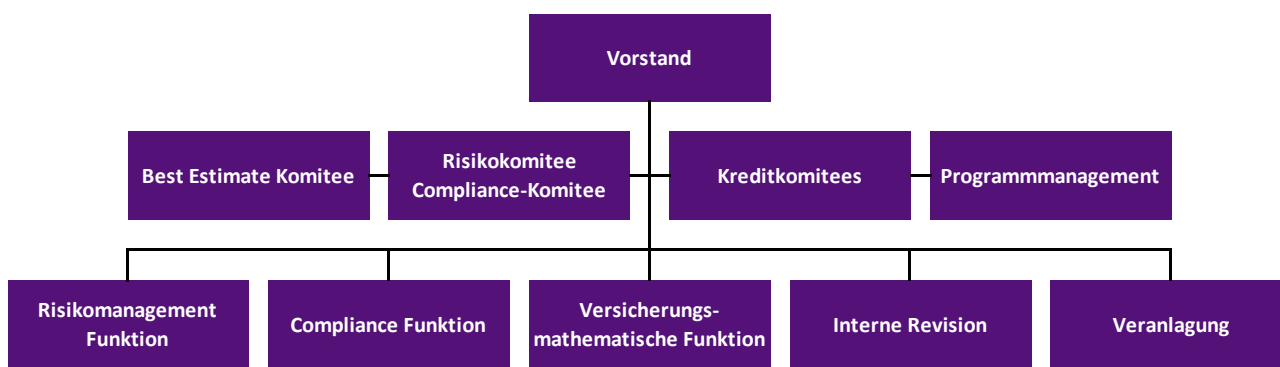 Vorstand
Best Estimate Komitee
Risikokomitee
Compliance-Komitee
Kreditkomitees
Programmmanagement
Risikomanagement
Funktion
Compliance Funktion
Versicherungs-
mathematische Funktion
Interne Revision
Veranlagung